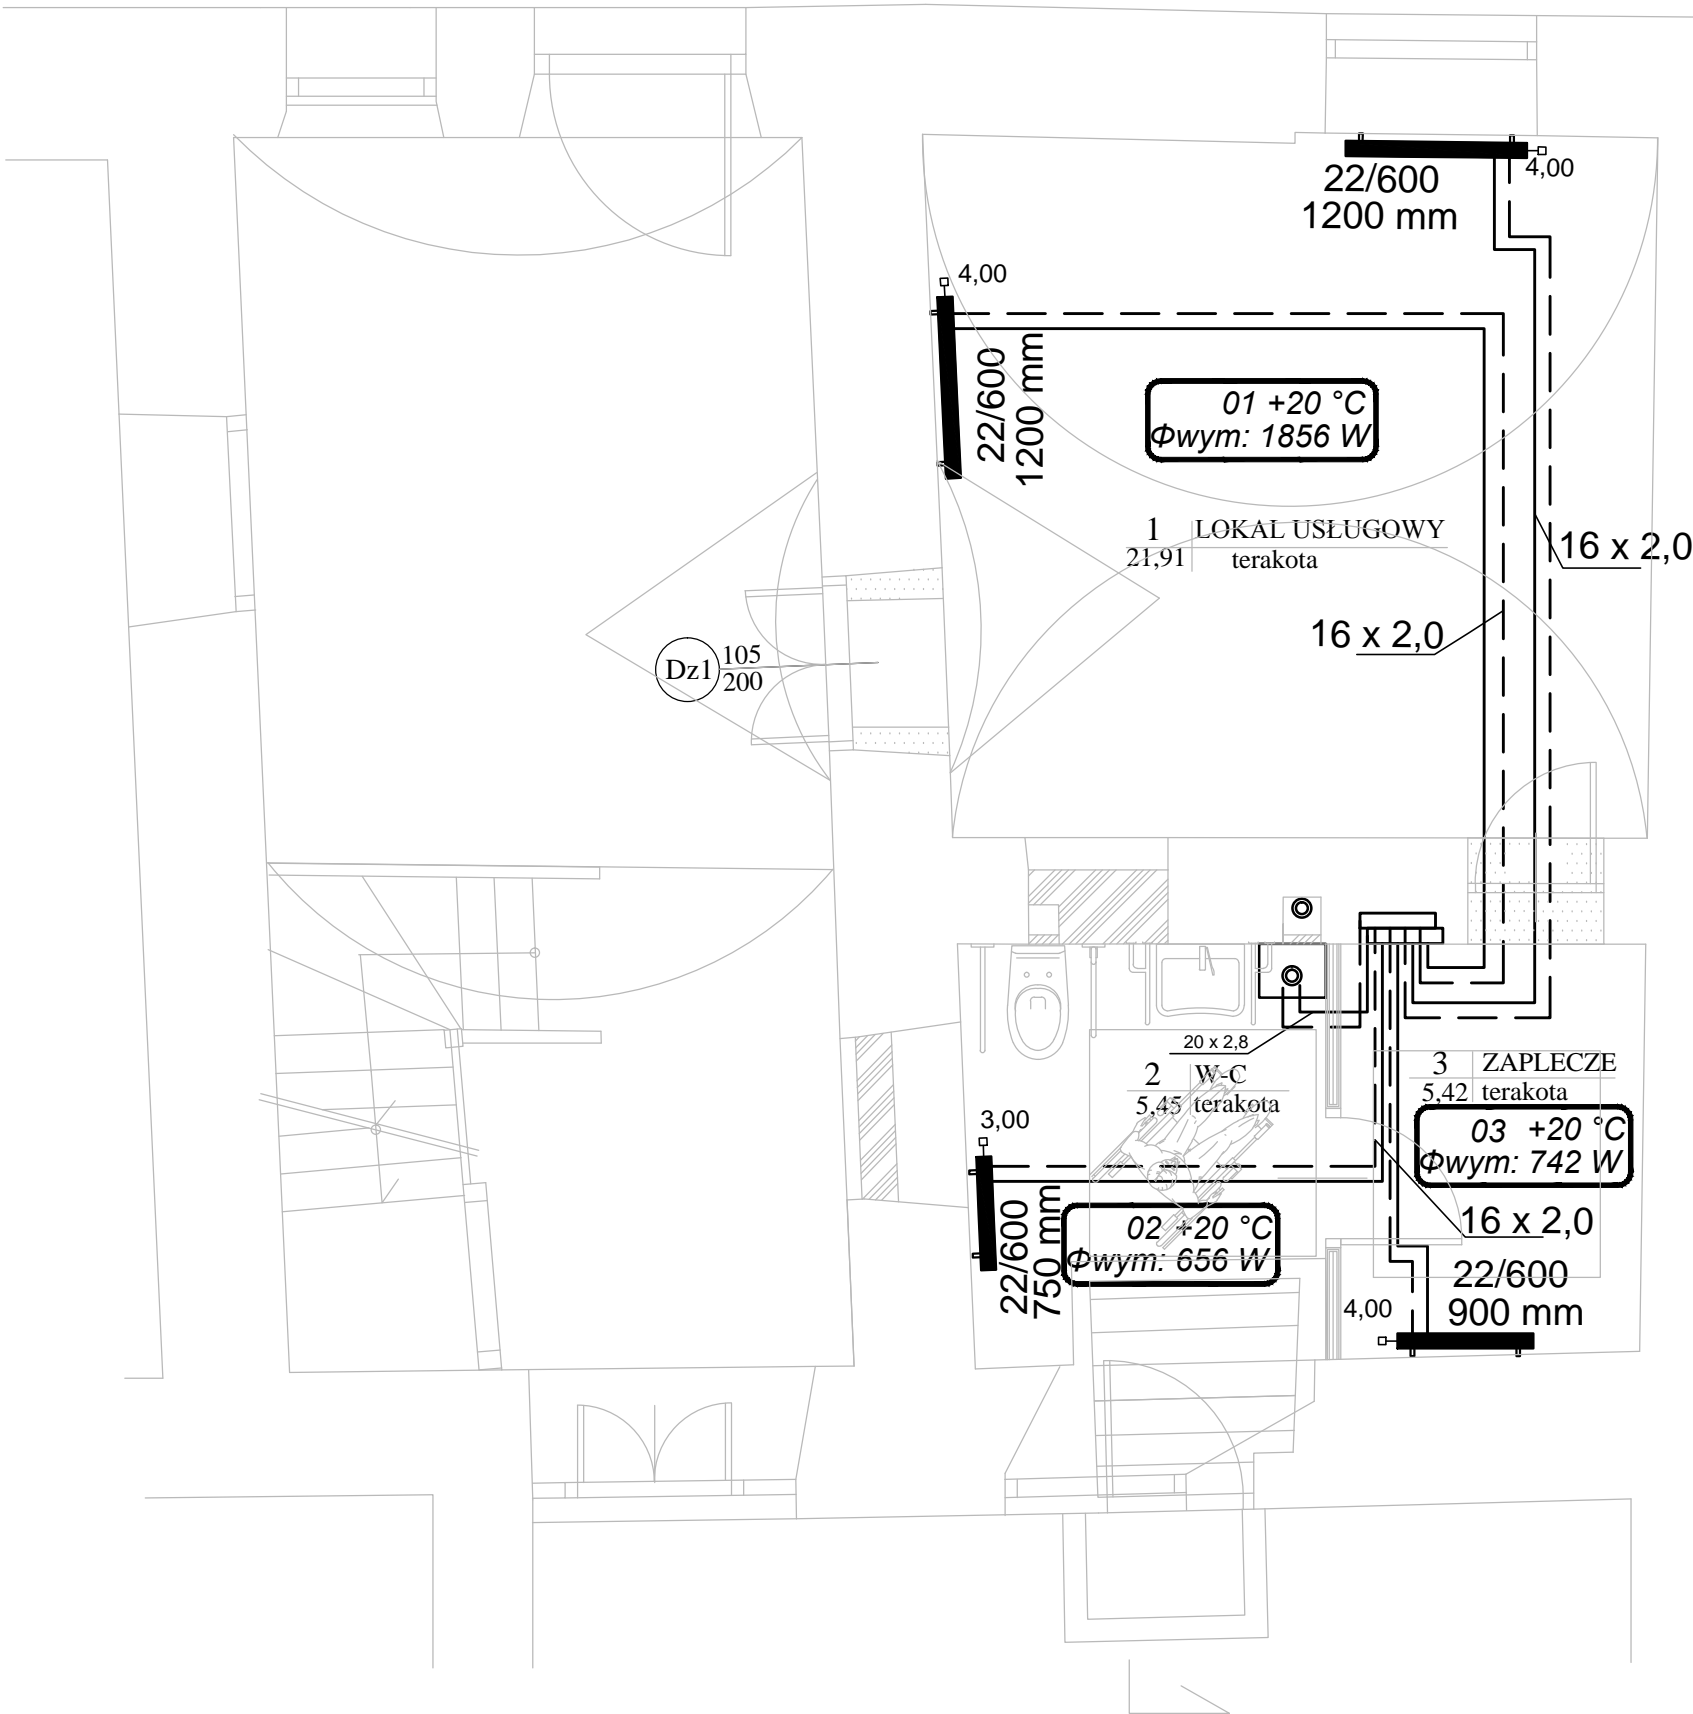 22/600
1200 mm
4,00
4,00
22/600
1200 mm
01 +20 °C
Φwym: 1856 W
1 LOKAL USŁUGOWY
21,91 terakota
16 x 2,0
16 x 2,0
Dz1 105
200
20 x 2,8
2 W-C
5,45 terakota
3 ZAPLECZE
5,42 terakota
03 +20 °C
Φwym: 742 W
3,00
22/600
750 mm
02 +20 °C
Φwym: 656 W
16 x 2,0
22/600
900 mm
4,00